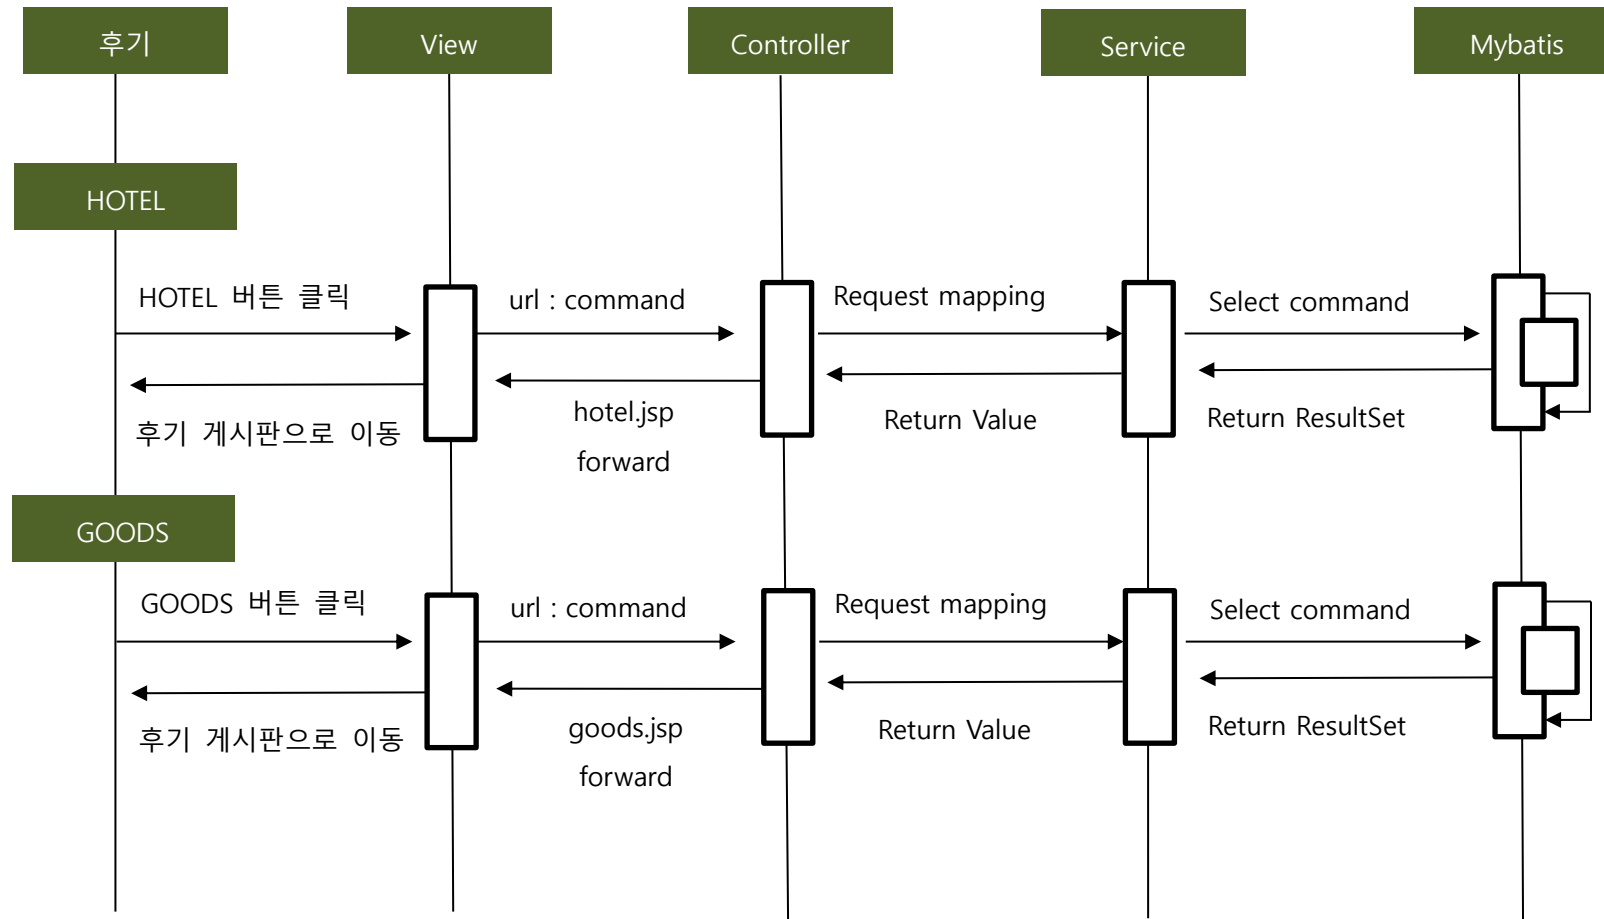 후기
View
Controller
Service
Mybatis
HOTEL
HOTEL 버튼 클릭
url : command
Request mapping
Select command
후기 게시판으로 이동
hotel.jsp
forward
Return Value
Return ResultSet
GOODS
GOODS 버튼 클릭
url : command
Request mapping
Select command
후기 게시판으로 이동
goods.jsp
forward
Return Value
Return ResultSet